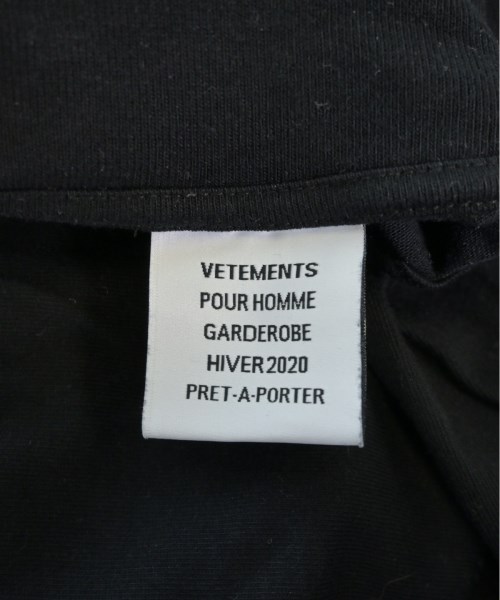 VETEMENTS
POUR HOMME
GARDEROBE
HIVER 2020
PRET-A-PORTER